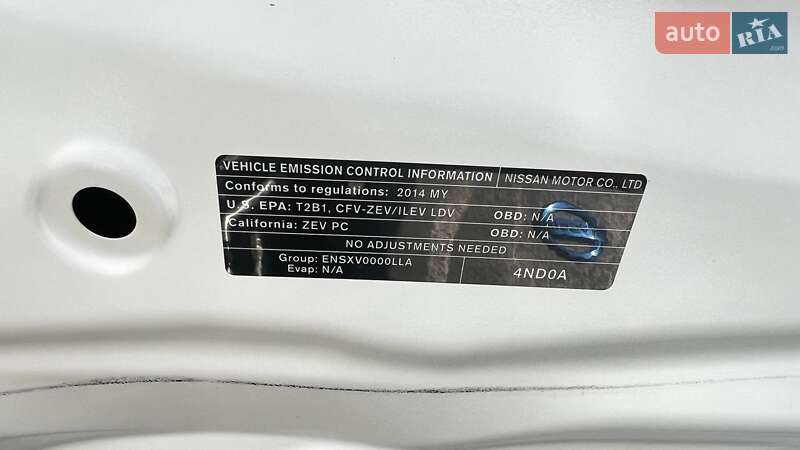 auto RIA
.com
VEHICLE EMISSION CONTROL INFORMATION NISSAN MOTOR CO., LTD
Conforms to regulations: 2014 MY
U.S. EPA: T2B1, CFV-ZEV/ILEV LDV OBD: N/A
California: ZEV PC OBD: N/A
NO ADJUSTMENTS NEEDED
Group: ENSXV0000LLA
Evap: N/A
4ND0A